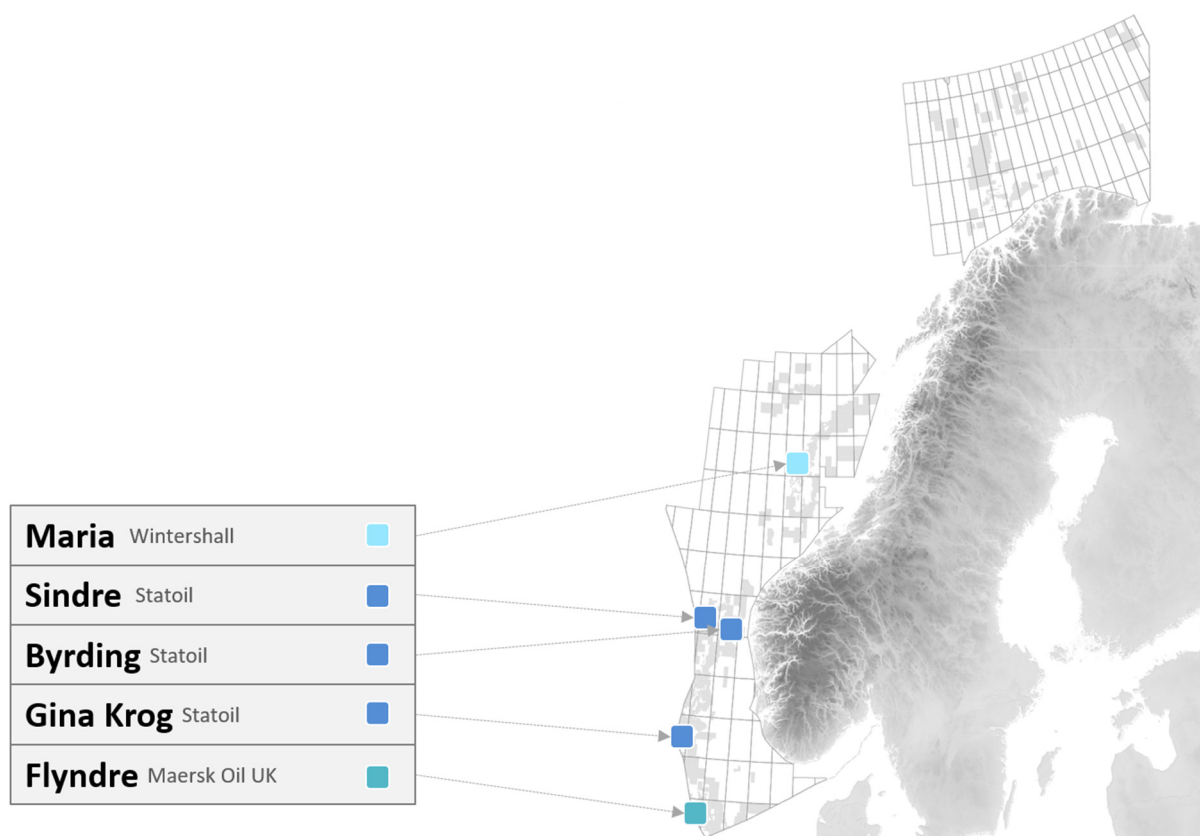 Maria Wintershall
Sindre Statoil
Byrding Statoil
Gina Krog Statoil
Flyndre Maersk Oil UK